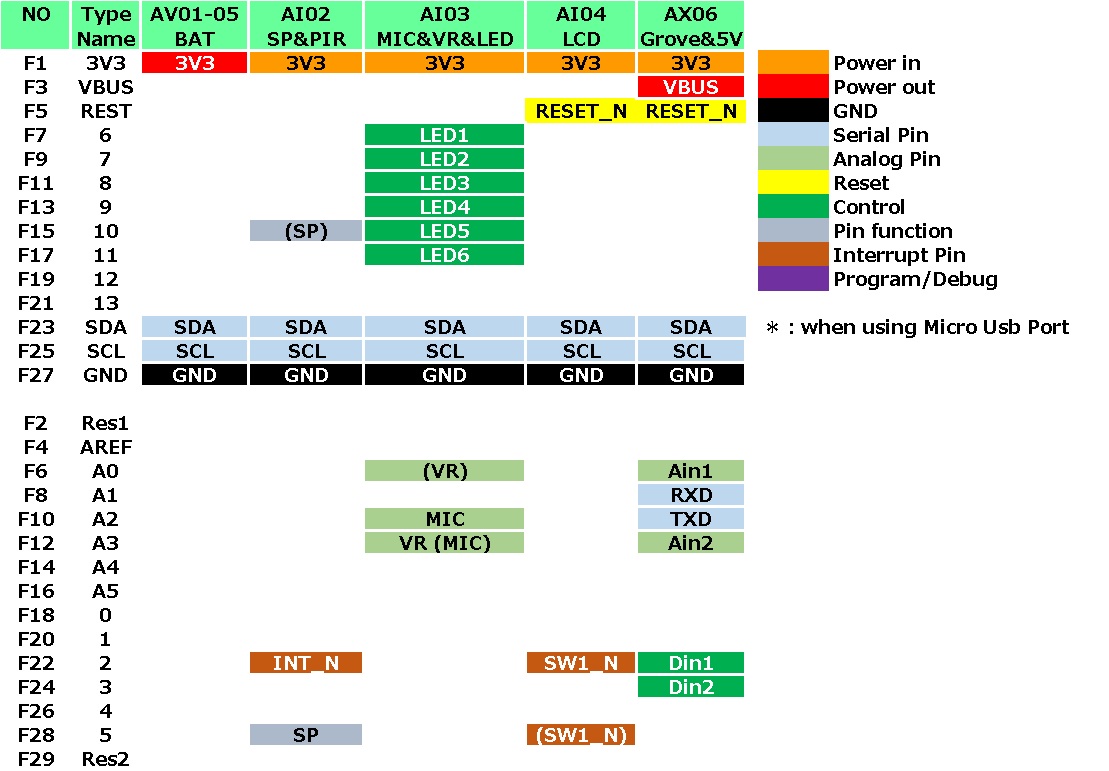 NO Type AV01-05 AI02 AI03 AI04 AX06
Name BAT SP&PIR MIC&VR&LED LCD Grove&5V
F1 3V3 3V3 3V3 3V3 3V3 3V3 Power in
F3 VBUS VBUS Power out
F5 REST RESET_N RESET_N GND
F7 6 LED1 Serial Pin
F9 7 LED2 Analog Pin
F11 8 LED3 Reset
F13 9 LED4 Control
F15 10 (SP) LED5 Pin function
F17 11 LED6 Interrupt Pin
F19 12 Program/Debug
F21 13
F23 SDA SDA SDA SDA SDA SDA ＊ : when using Micro Usb Port
F25 SCL SCL SCL SCL SCL SCL
F27 GND GND GND GND GND GND
F2 Res1
F4 AREF
F6 A0 (VR) Ain1
F8 A1 RXD
F10 A2 MIC TXD
F12 A3 VR (MIC) Ain2
F14 A4
F16 A5
F18 0
F20 1
F22 2 INT_N SW1_N Din1
F24 3 Din2
F26 4
F28 5 SP (SW1_N)
F29 Res2